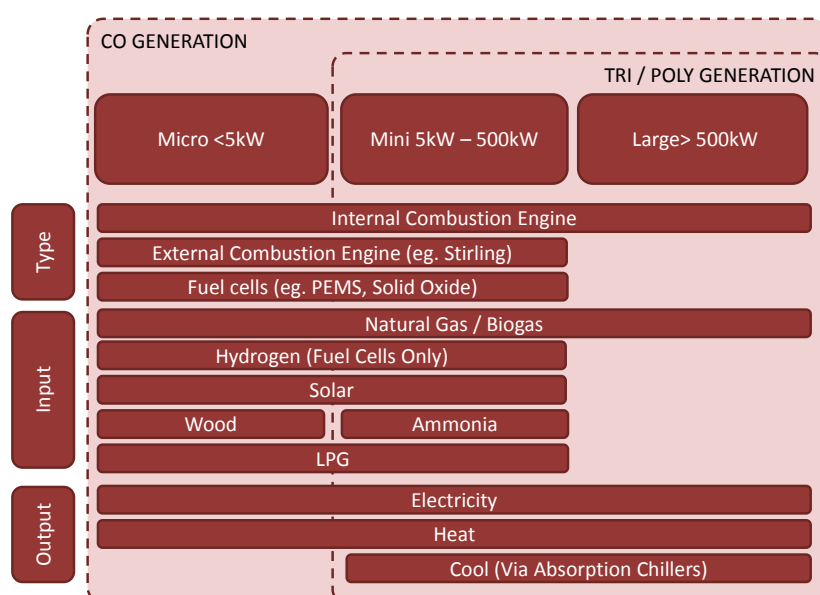 CO GENERATION
TRI / POLY GENERATION
Micro <5kW
Mini 5kW – 500kW
Large> 500kW
Type
Internal Combustion Engine
External Combustion Engine (eg. Stirling)
Fuel cells (eg. PEMS, Solid Oxide)
Input
Natural Gas / Biogas
Hydrogen (Fuel Cells Only)
Solar
Wood
Ammonia
LPG
Output
Electricity
Heat
Cool (Via Absorption Chillers)